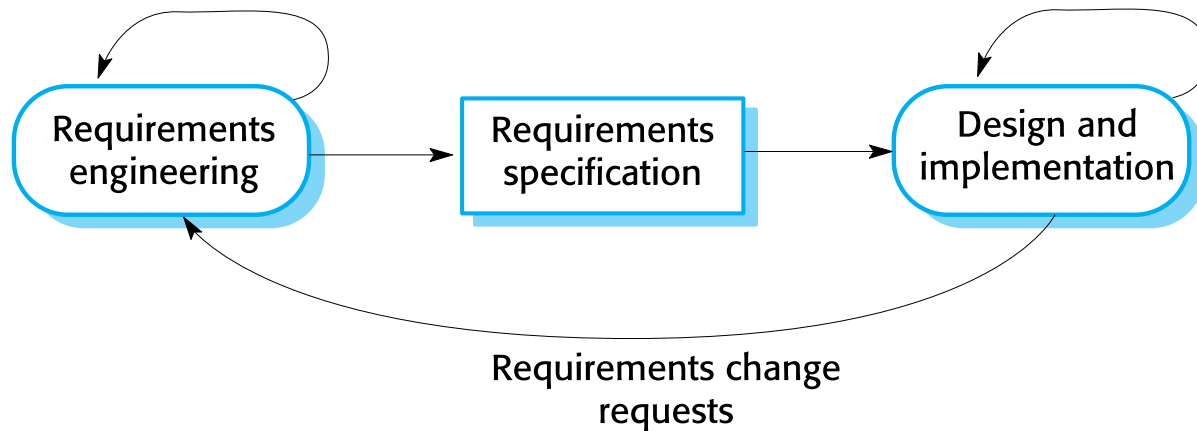 Requirements
engineering
Requirements
specification
Design and
implementation
Requirements change
requests